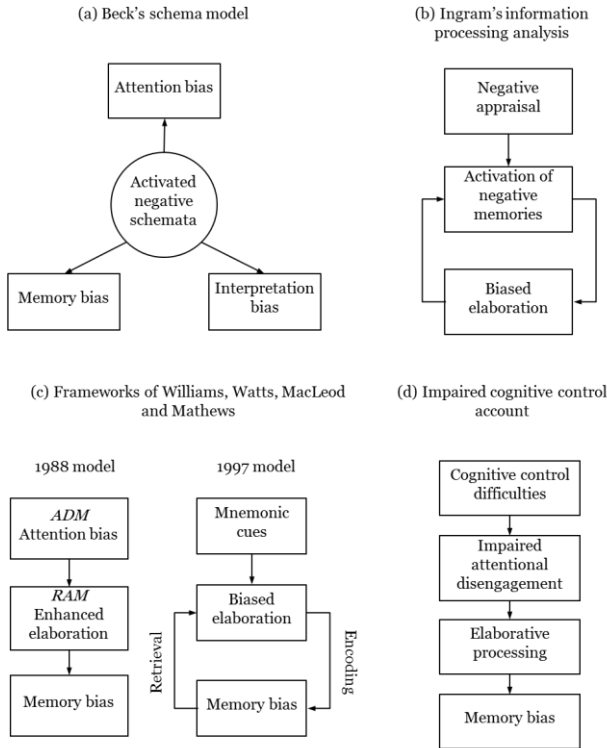 (a) Beck's schema model
Attention bias
Activated
negative
schemata
Memory bias
Interpretation
bias
(b) Ingram's information
processing analysis
Negative
appraisal
Activation of
negative
memories
Biased
elaboration
(c) Frameworks of Williams, Watts, MacLeod
and Mathews
1988 model
ADM
Attention bias
RAM
Enhanced
elaboration
Memory bias
1997 model
Mnemonic
cues
Biased
elaboration
Retrieval
Encoding
Memory bias
(d) Impaired cognitive control
account
Cognitive control
difficulties
Impaired
attentional
disengagement
Elaborative
processing
Memory bias